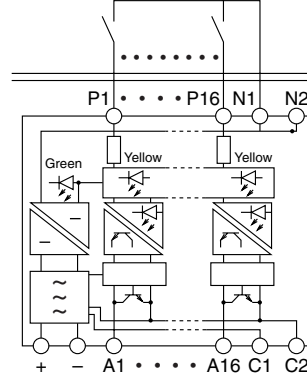 P1 • • • • P16 N1 N2
Green Yellow Yellow
+ – A1 • • • • A16 C1 C2